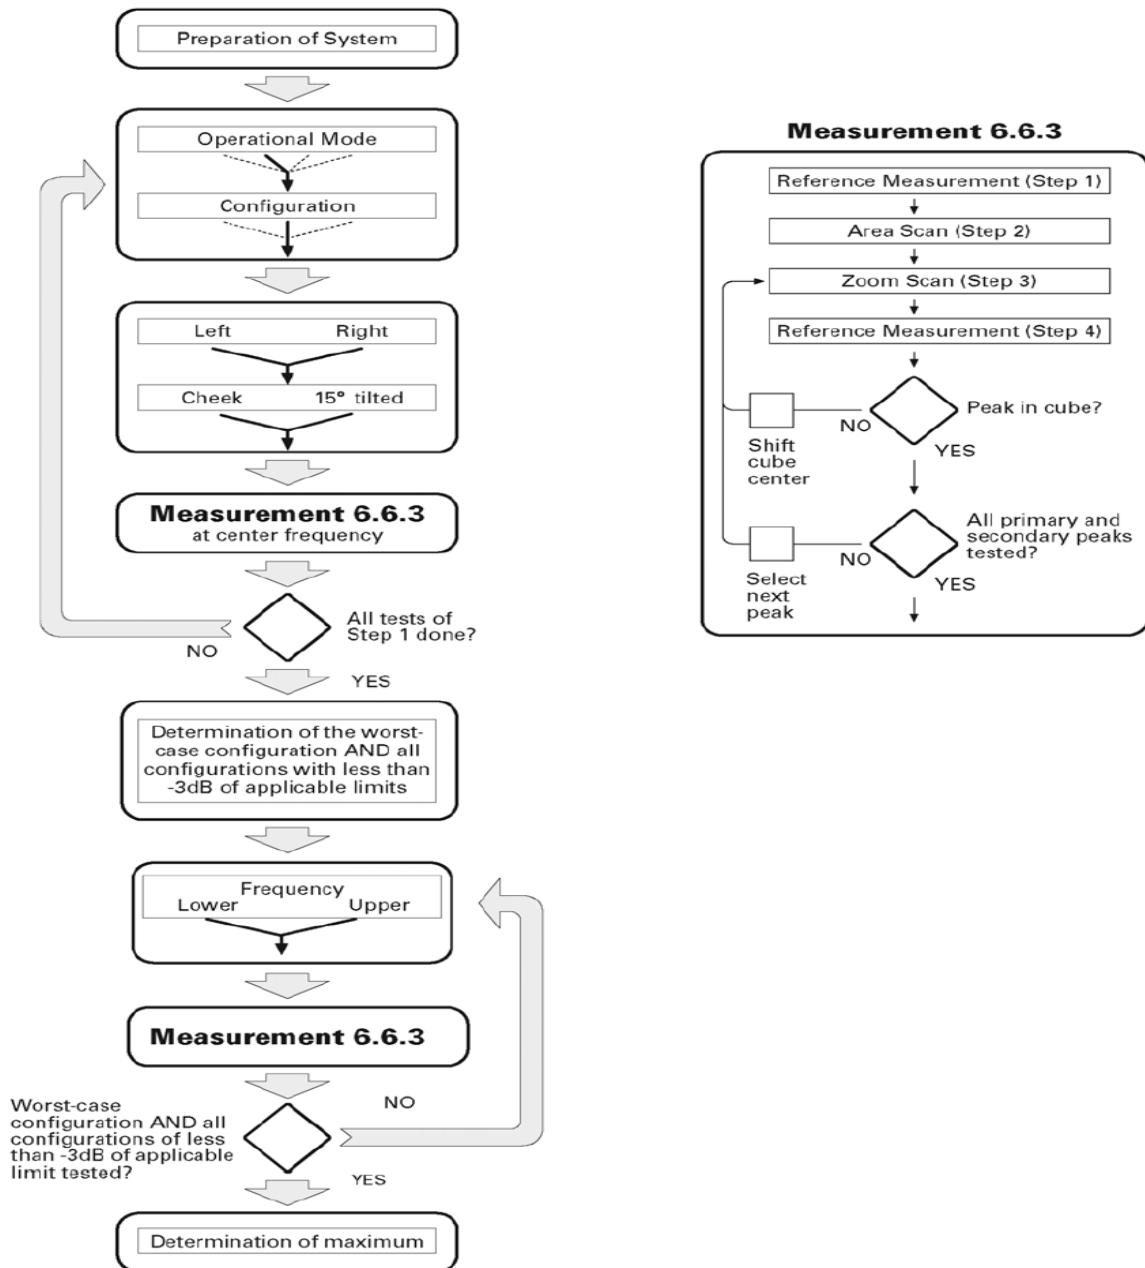 Preparation of System
Operational Mode
Configuration
Left Right
Cheek 15° tilted
Measurement 6.6.3
at center frequency
All tests of
Step 1 done?
NO
YES
Determination of the worst-
case configuration AND all
configurations with less than
-3dB of applicable limits
Frequency
Lower Upper
Measurement 6.6.3
Worst-case
configuration AND all
configurations of less
than -3dB of applicable
limit tested?
NO
YES
Determination of maximum
Measurement 6.6.3
Reference Measurement (Step 1)
Area Scan (Step 2)
Zoom Scan (Step 3)
Reference Measurement (Step 4)
Peak in cube?
NO
YES
Shift
cube
center
All primary and
secondary peaks
tested?
NO
YES
Select
next
peak